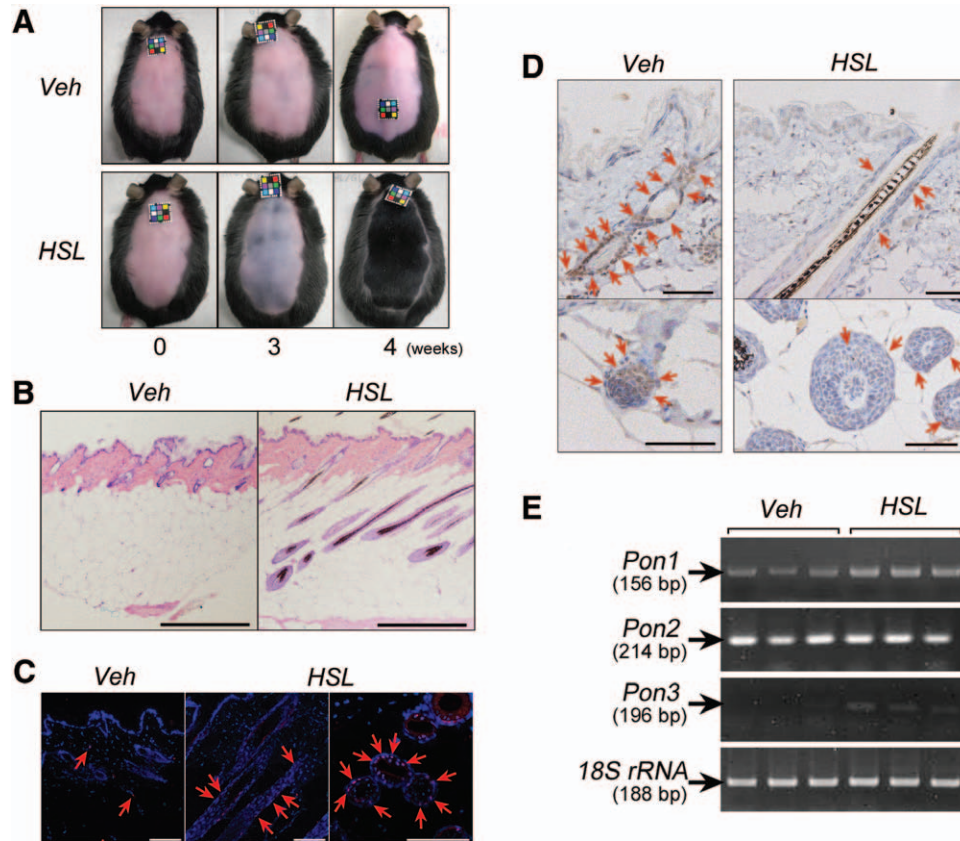 A
Veh
HSL
0 3 4 (weeks)
B
Veh HSL
C
Veh HSL
D
Veh HSL
E
Veh HSL
Pon1
(156 bp)
Pon2
(214 bp)
Pon3
(196 bp)
18S rRNA
(188 bp)